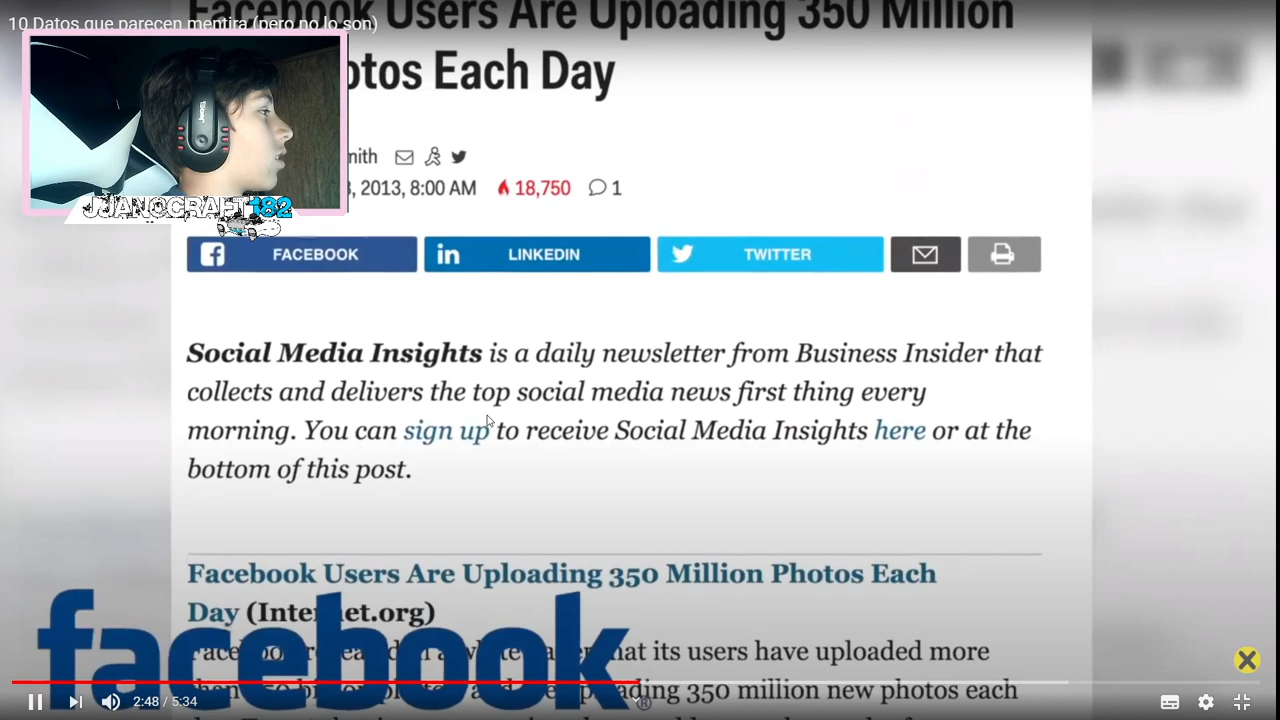 10 Datos que parecen mentira (pero no lo son)
Facebook Users Are Uploading 350 Million
Photos Each Day
2013, 8:00 AM 18,750 1
JJANOCRAFT182
FACEBOOK LINKEDIN TWITTER
Social Media Insights is a daily newsletter from Business Insider that
collects and delivers the top social media news first thing every
morning. You can sign up to receive Social Media Insights here or at the
bottom of this post.
Facebook Users Are Uploading 350 Million Photos Each
Day (Internet.org)
that its users have uploaded more
350 million new photos each
facebook ®
2:48 / 5:34